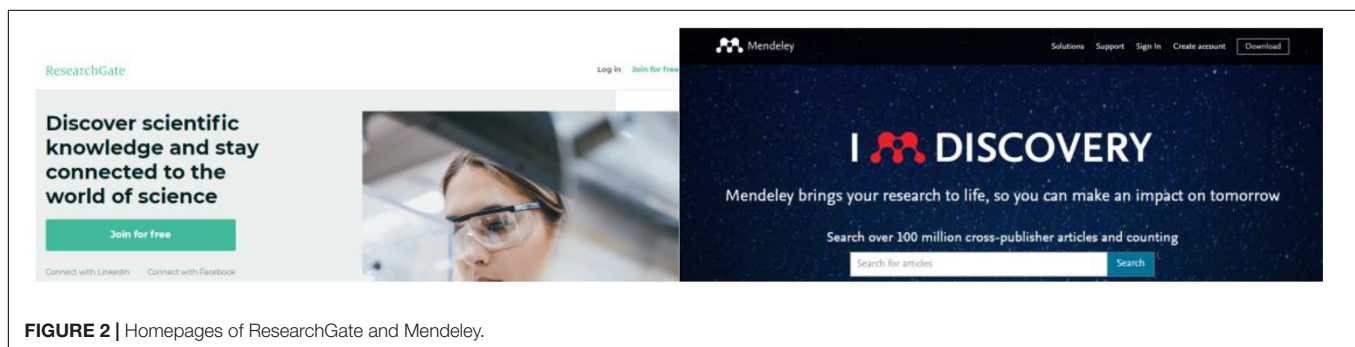 ResearchGate
Log in Join for free
Discover scientific
knowledge and stay
connected to the
world of science
Join for free
Connect with LinkedIn Connect with Facebook
Mendeley
Solutions Support Sign In Create account Download
I DISCOVERY
Mendeley brings your research to life, so you can make an impact on tomorrow
Search over 100 million cross-publisher articles and counting
Search for articles Search
FIGURE 2 | Homepages of ResearchGate and Mendeley.